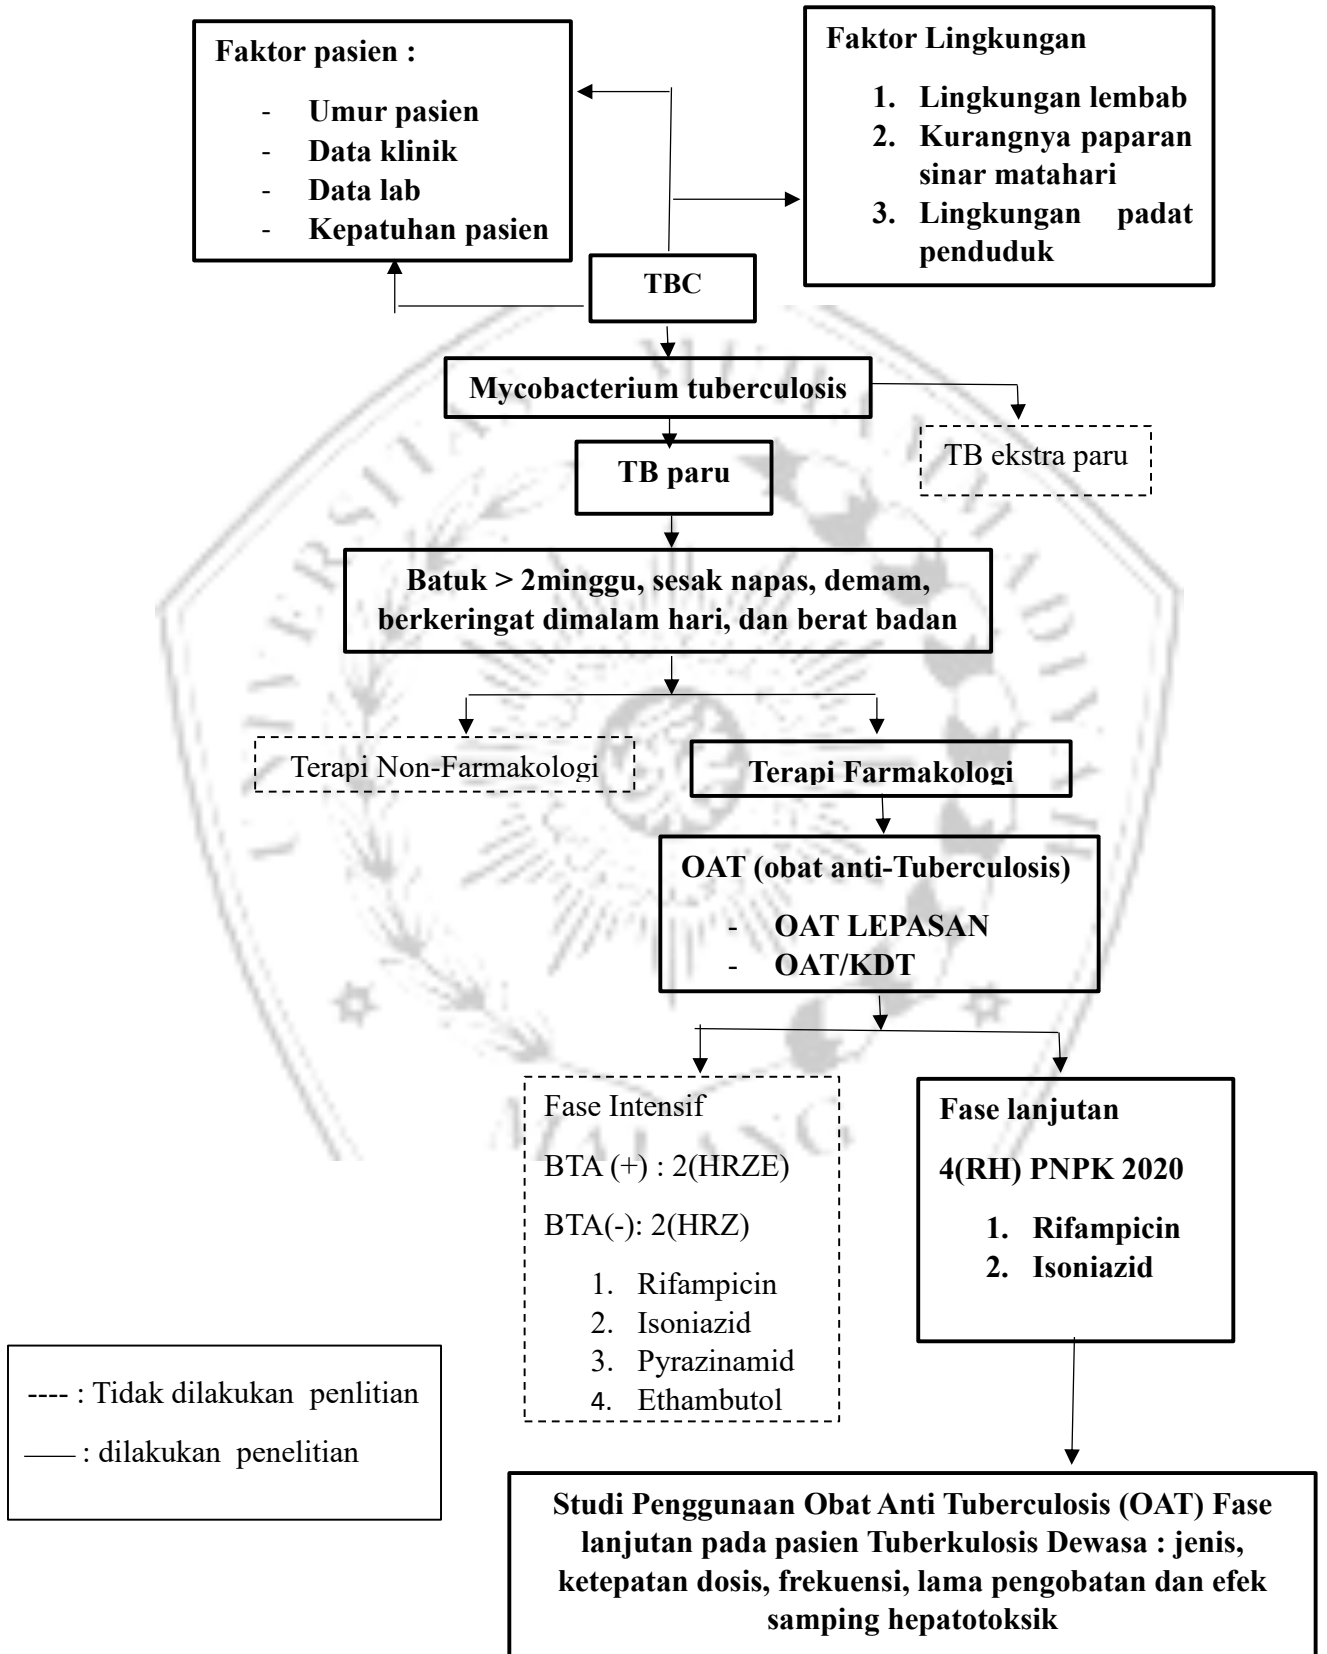 Faktor pasien :
- Umur pasien
- Data klinik
- Data lab
- Kepatuhan pasien
Faktor Lingkungan
1. Lingkungan lembab
2. Kurangnya paparan
sinar matahari
3. Lingkungan padat
penduduk
TBC
Mycobacterium tuberculosis
TB ekstra paru
TB paru
Batuk > 2minggu, sesak napas, demam,
berkeringat dimalam hari, dan berat badan
Terapi Non-Farmakologi
Terapi Farmakologi
OAT (obat anti-Tuberculosis)
- OAT LEPASAN
- OAT/KDT
Fase Intensif
BTA (+) : 2(HRZE)
BTA(-): 2(HRZ)
1. Rifampicin
2. Isoniazid
3. Pyrazinamid
4. Ethambutol
Fase lanjutan
4(RH) PNPK 2020
1. Rifampicin
2. Isoniazid
---- : Tidak dilakukan penlitian
—— : dilakukan penelitian
Studi Penggunaan Obat Anti Tuberculosis (OAT) Fase
lanjutan pada pasien Tuberkulosis Dewasa : jenis,
ketepatan dosis, frekuensi, lama pengobatan dan efek
samping hepatotoksik
UNIVERSITAS MUHAMMADIYAH
MALANG